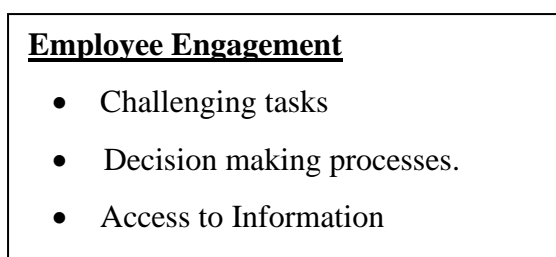 Employee Engagement
• Challenging tasks
• Decision making processes.
• Access to Information